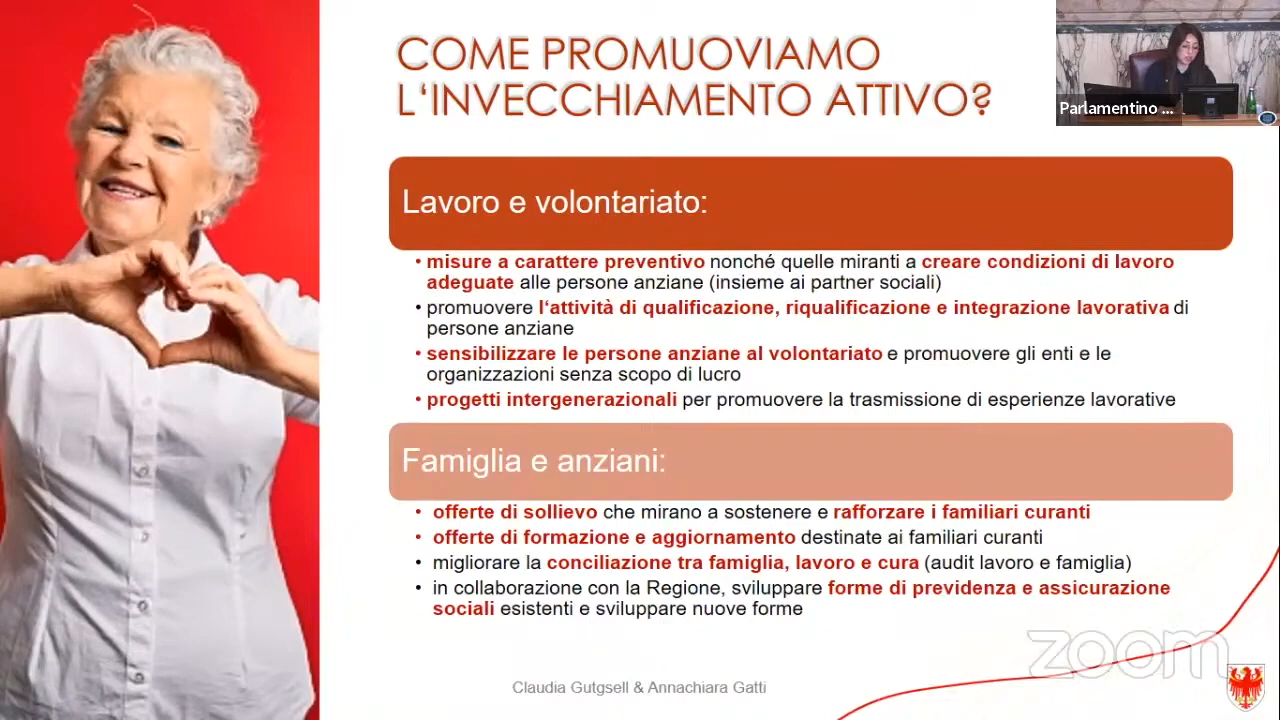 COME PROMUOVIAMO
L‘INVECCHIAMENTO ATTIVO?
Parlamentino ...
Lavoro e volontariato:
• misure a carattere preventivo nonché quelle miranti a creare condizioni di lavoro
adeguate alle persone anziane (insieme ai partner sociali)
• promuovere l‘attività di qualificazione, riqualificazione e integrazione lavorativa di
persone anziane
• sensibilizzare le persone anziane al volontariato e promuovere gli enti e le
organizzazioni senza scopo di lucro
• progetti intergenerazionali per promuovere la trasmissione di esperienze lavorative
Famiglia e anziani:
• offerte di sollievo che mirano a sostenere e rafforzare i familiari curanti
• offerte di formazione e aggiornamento destinate ai familiari curanti
• migliorare la conciliazione tra famiglia, lavoro e cura (audit lavoro e famiglia)
• in collaborazione con la Regione, sviluppare forme di previdenza e assicurazione
sociali esistenti e sviluppare nuove forme
zoom
Claudia Gutgsell & Annachiara Gatti